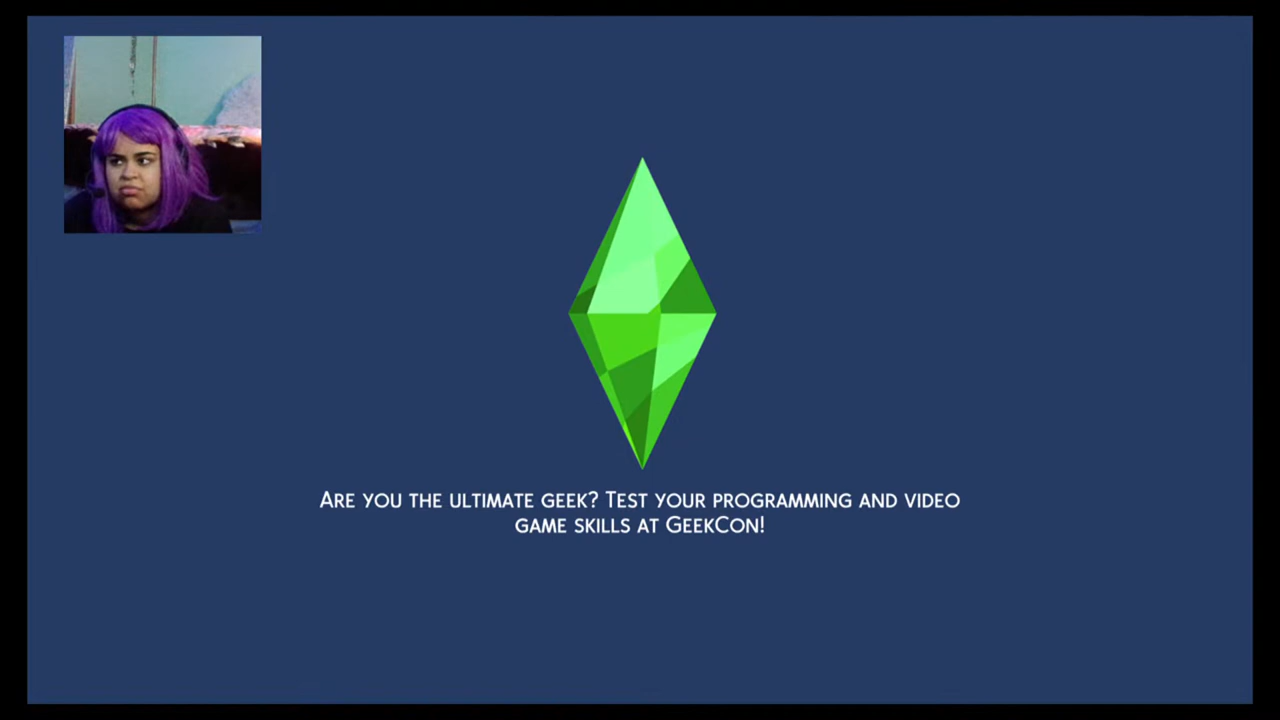 Are you the ultimate geek? Test your programming and video
game skills at GeekCon!